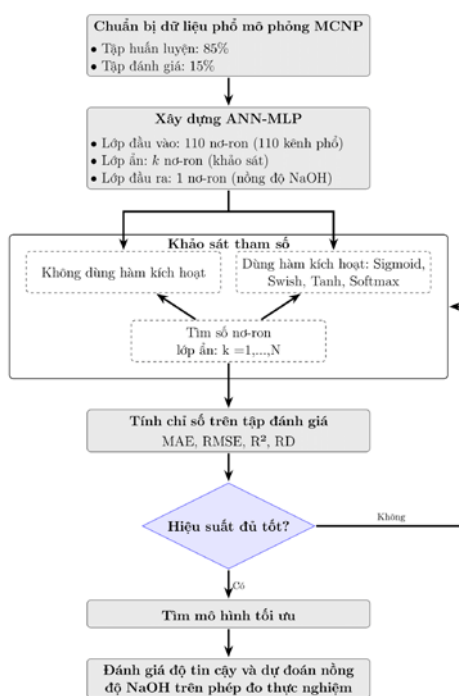 Chuẩn bị dữ liệu phổ mô phỏng MCNP
• Tập huấn luyện: 85%
• Tập đánh giá: 15%
Xây dựng ANN-MLP
• Lớp đầu vào: 110 nơ-ron (110 kênh phổ)
• Lớp ẩn: k nơ-ron (khảo sát)
• Lớp đầu ra: 1 nơ-ron (nồng độ NaOH)
Khảo sát tham số
Không dùng hàm kích hoạt
Dùng hàm kích hoạt: Sigmoid,
Swish, Tanh, Softmax
Tìm số nơ-ron
lớp ẩn: k =1,...,N
Tính chỉ số trên tập đánh giá
MAE, RMSE, R², RD
Hiệu suất đủ tốt?
Không
Có
Tìm mô hình tối ưu
Đánh giá độ tin cậy và dự đoán nồng
độ NaOH trên phép đo thực nghiệm